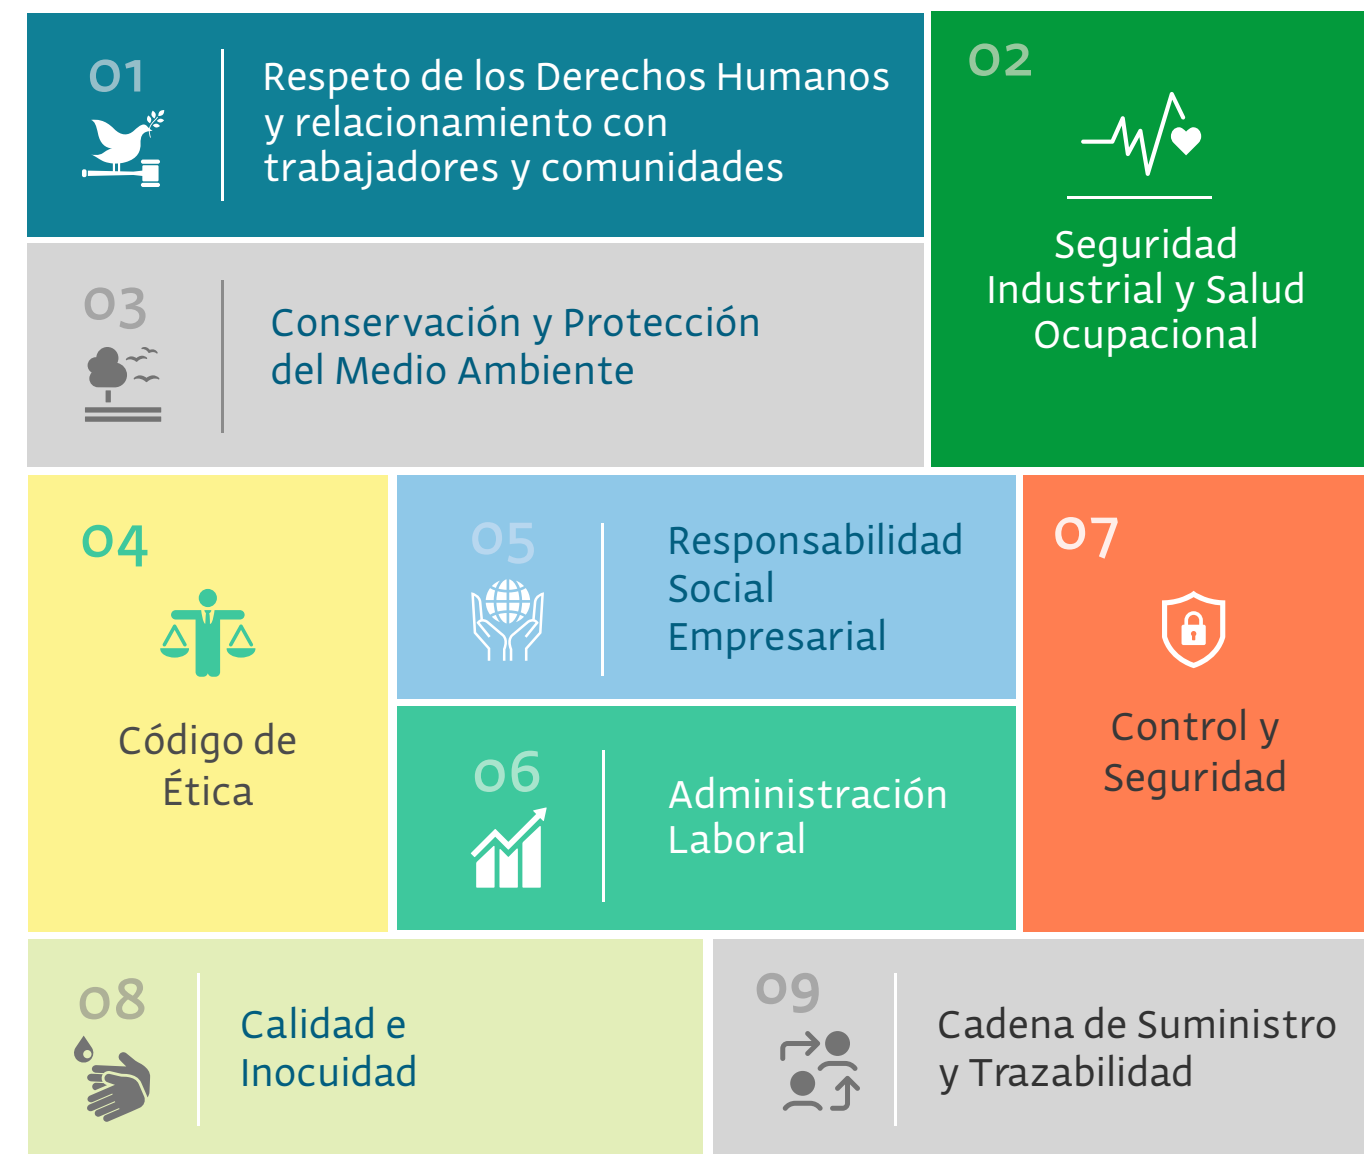 01
Respeto de los Derechos Humanos
y relacionamiento con
trabajadores y comunidades
02
Seguridad
Industrial y Salud
Ocupacional
03
Conservación y Protección
del Medio Ambiente
04
Código de
Ética
05
Responsabilidad
Social
Empresarial
06
Administración
Laboral
07
Control y
Seguridad
08
Calidad e
Inocuidad
09
Cadena de Suministro
y Trazabilidad